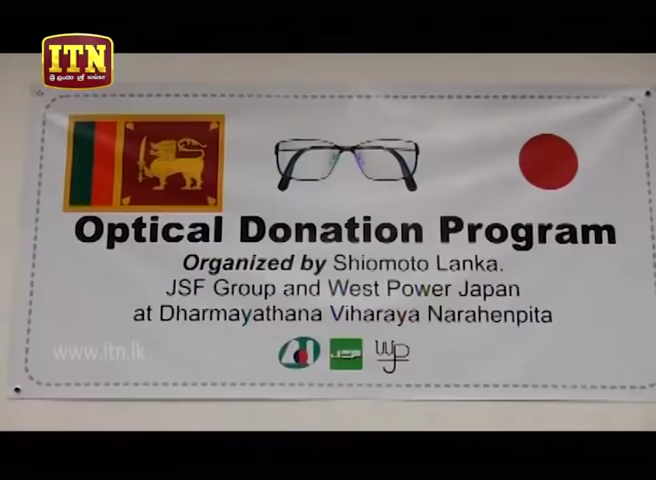 ITN
Optical Donation Program
Organized by Shiomoto Lanka.
JSF Group and West Power Japan
at Dharmayathana Viharaya Narahenpita
www.itn.lk
JSF